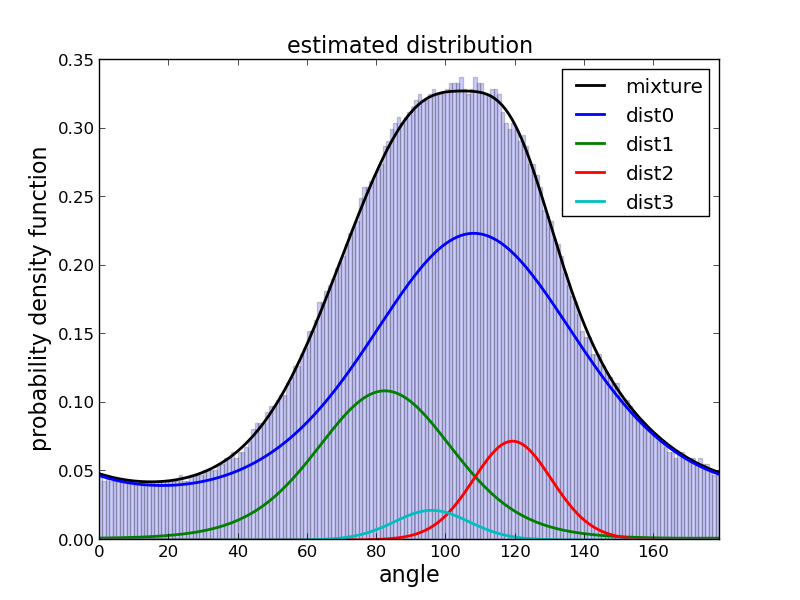 estimated distribution
0.35
0.30
0.25
0.20
0.15
0.10
0.05
0.00
probability density function
mixture
dist0
dist1
dist2
dist3
0 20 40 60 80 100 120 140 160
angle